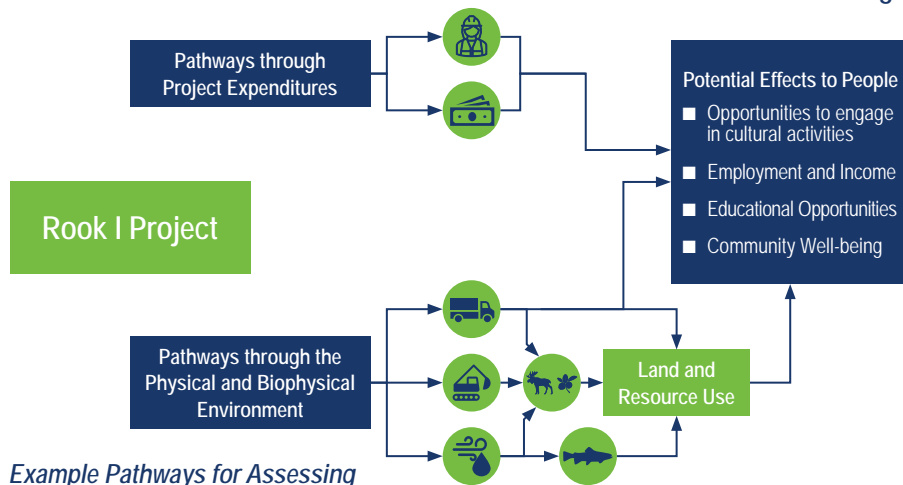 Pathways through
Project Expenditures
Potential Effects to People
■ Opportunities to engage
in cultural activities
■ Employment and Income
■ Educational Opportunities
■ Community Well-being
Rook I Project
Pathways through the
Physical and Biophysical
Environment
Land and
Resource Use
Example Pathways for Assessing